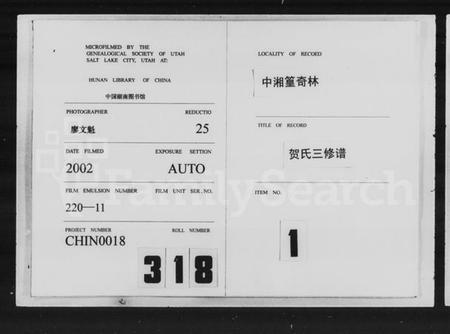 MICROFILMED BY THE
GENEALOGICAL SOCIETY OF UTAH
SALT LAKE CITY, UTAH AT:
HUNAN LIBRARY OF CHINA
中国湖南图书馆
PHOTOGRAPHER REDUCTIO
廖文魁 25
DATE FILMED EXPOSURE SETTION
2002 AUTO
FILM EMULSION NUMBER FILM UNIT SER. NO.
220—11
PROJECT NUMBER ROLL NUMBER
CHIN0018
318
LOCALITY OF RECORD
中湘篁奇林
TITLE OF RECORD
贺氏三修谱
ITEM NO.
1
FamilySearch